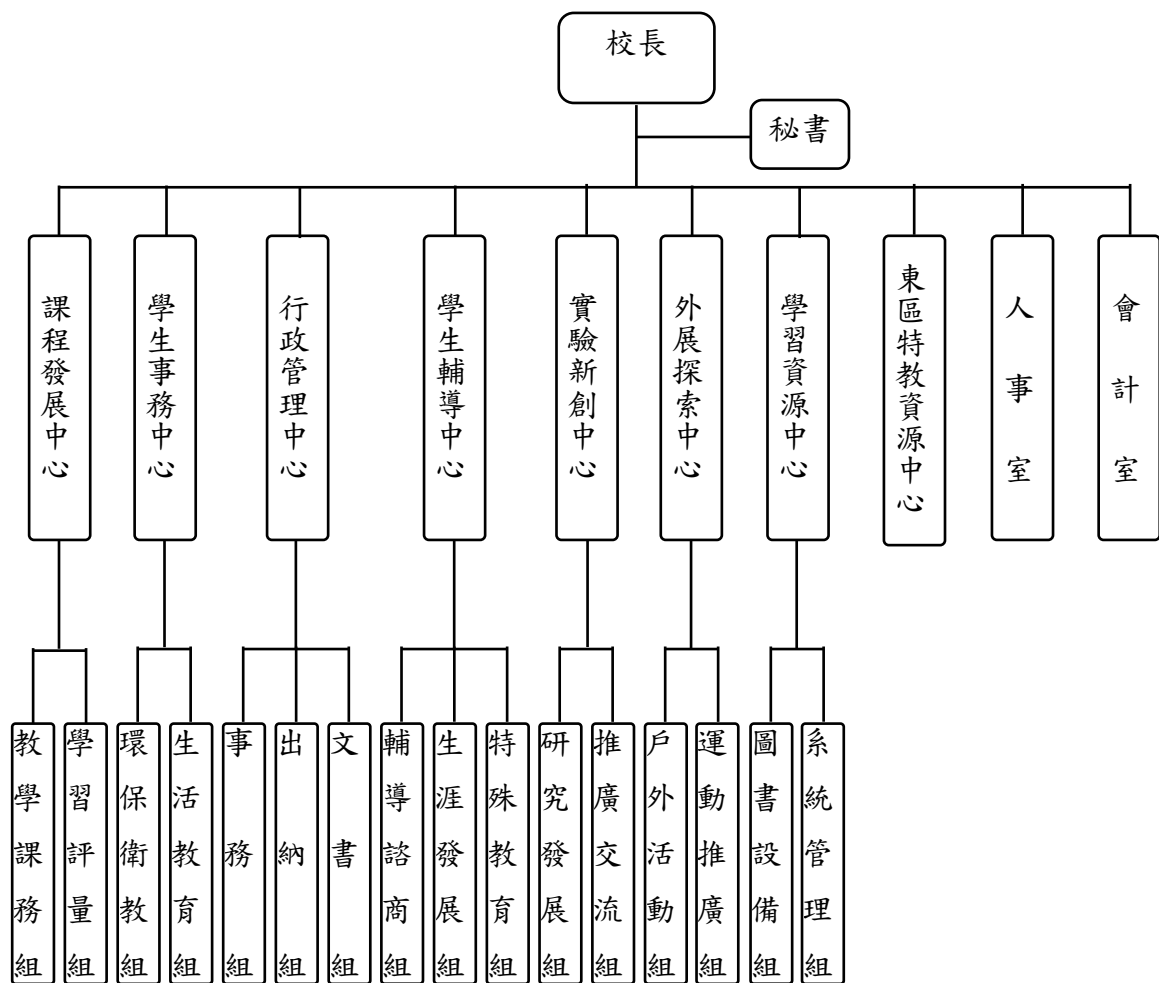 校長
秘書
課程發展中心
學生事務中心
行政管理中心
學生輔導中心
實驗新創中心
外展探索中心
學習資源中心
東區特教資源中心
人事室
會計室
教學課務組
學習評量組
環保衛教組
生活教育組
事務組
出納組
文書組
輔導諮商組
生涯發展組
特殊教育組
研究發展組
推廣交流組
戶外活動組
運動推廣組
圖書設備組
系統管理組